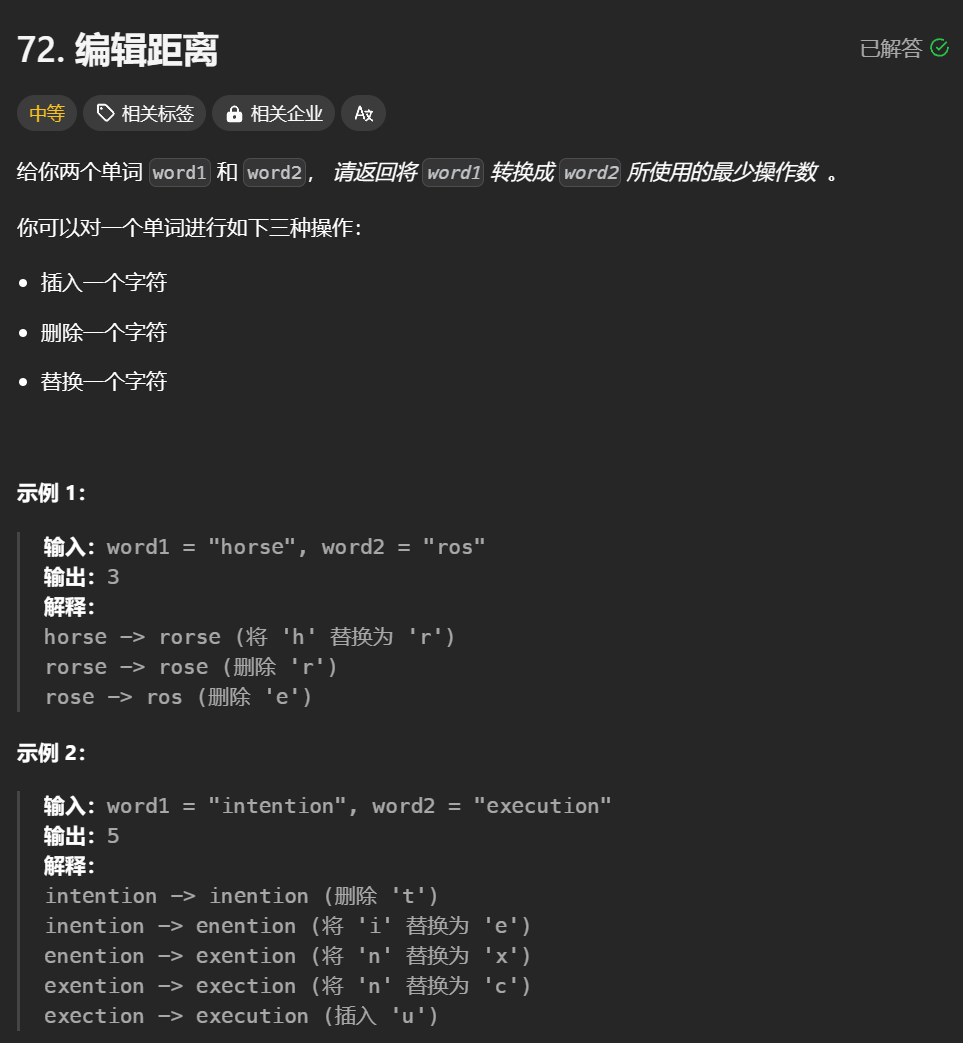 72. 编辑距离
已解答
中等 相关标签 相关企业 Ax
给你两个单词 word1 和 word2， 请返回将 word1 转换成 word2 所使用的最少操作数 。
你可以对一个单词进行如下三种操作：
• 插入一个字符
• 删除一个字符
• 替换一个字符
示例 1：
输入：word1 = "horse", word2 = "ros"
输出：3
解释：
horse -> rorse (将 'h' 替换为 'r')
rorse -> rose (删除 'r')
rose -> ros (删除 'e')
示例 2：
输入：word1 = "intention", word2 = "execution"
输出：5
解释：
intention -> inention (删除 't')
inention -> enention (将 'i' 替换为 'e')
enention -> exention (将 'n' 替换为 'x')
exention -> exection (将 'n' 替换为 'c')
exection -> execution (插入 'u')